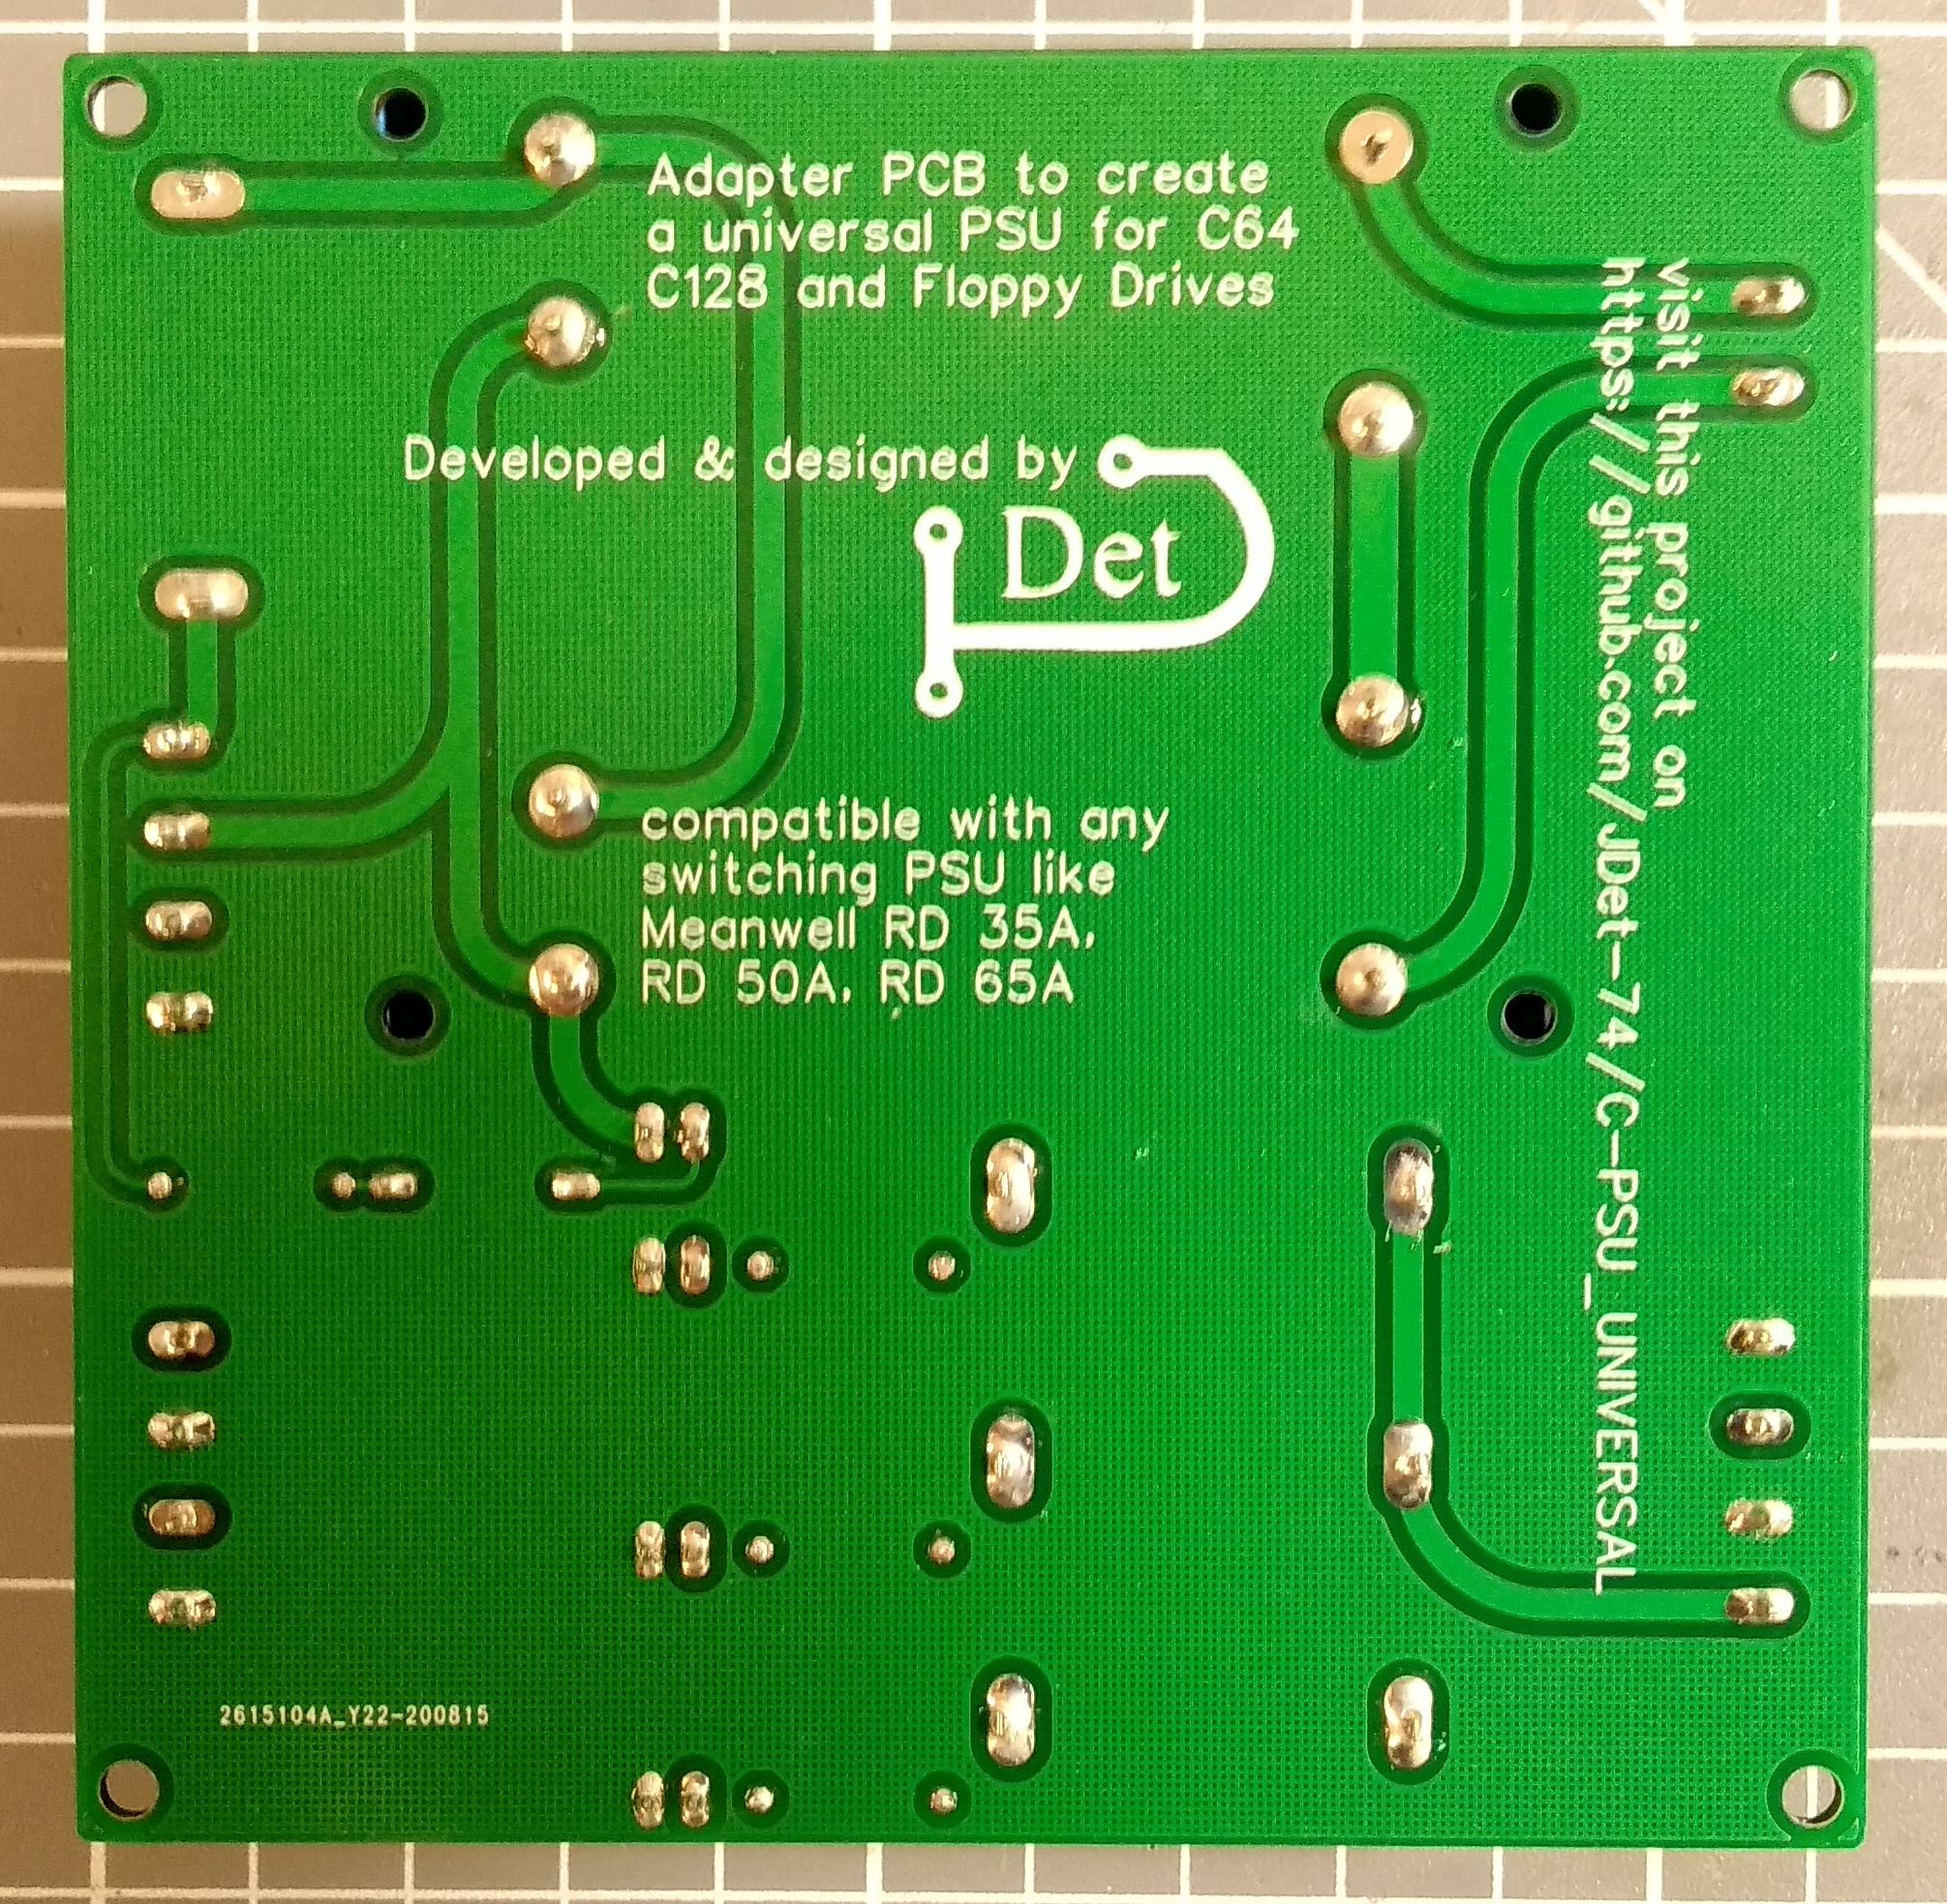 Adapter PCB to create
a universal PSU for C64
C128 and Floppy Drives
Developed & designed by
Det
compatible with any
switching PSU like
Meanwell RD 35A,
RD 50A, RD 65A
visit this project on
https://github.com/JDet-74/C-PSU_UNIVERSAL
2615104A_Y22-200815